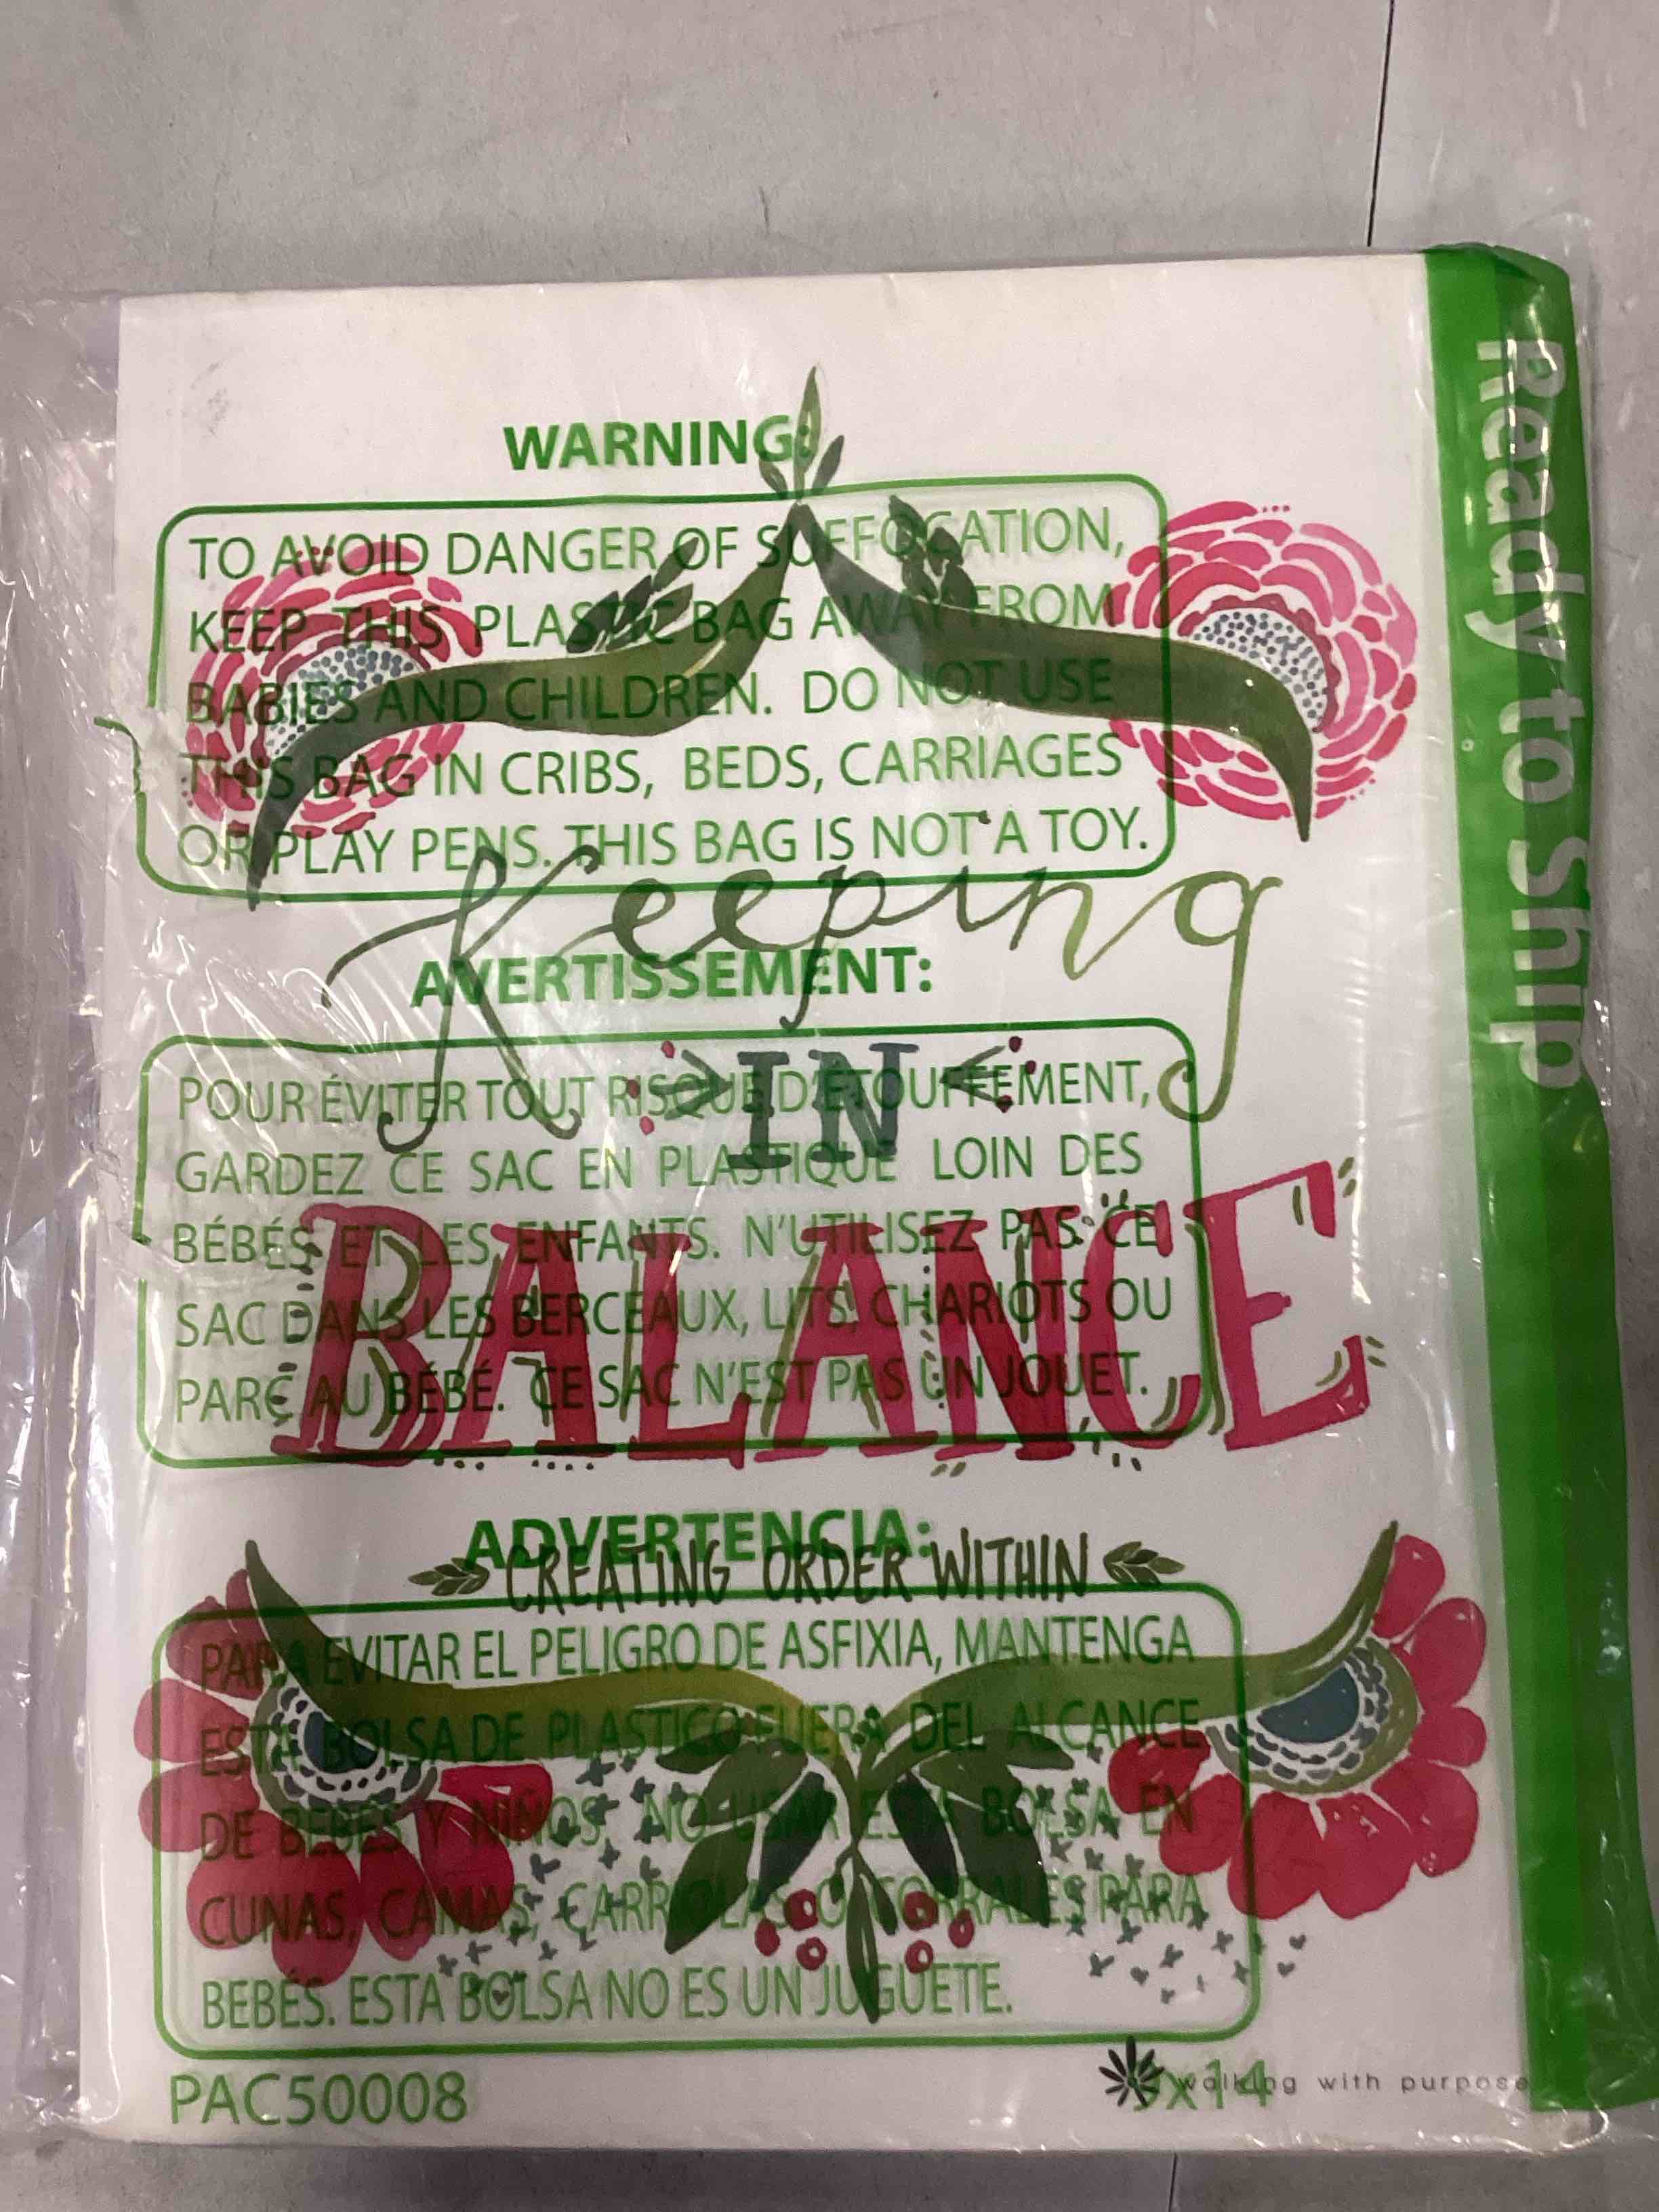 WARNING:
TO AVOID DANGER OF SUFFOCATION,
KEEP THIS PLASTIC BAG AWAY FROM
BABIES AND CHILDREN. DO NOT USE
THIS BAG IN CRIBS, BEDS, CARRIAGES
OR PLAY PENS. THIS BAG IS NOT A TOY.
Keeping
AVERTISSEMENT:
IN
POUR ÉVITER TOUT RISQUE D'ÉTOUFFEMENT,
GARDEZ CE SAC EN PLASTIQUE LOIN DES
BÉBÉS ET LES ENFANTS. N'UTILISEZ PAS CE
SAC DANS LES BERCEAUX, LITS, CHARIOTS OU
PARC AU BÉBÉ. CE SAC N'EST PAS UN JOUET.
BALANCE
ADVERTENCIA:
CREATING ORDER WITHIN
PARA EVITAR EL PELIGRO DE ASFIXIA, MANTENGA
ESTA BOLSA DE PLASTICO FUERA DEL ALCANCE
DE BEBES Y NINOS. NO USAR ESTA BOLSA EN
CUNAS, CAMAS, CARRIOLAS O CORRALES PARA
BEBÉS. ESTA BOLSA NO ES UN JUGUETE.
PAC50008
x14
walking with purpose
Ready to Ship